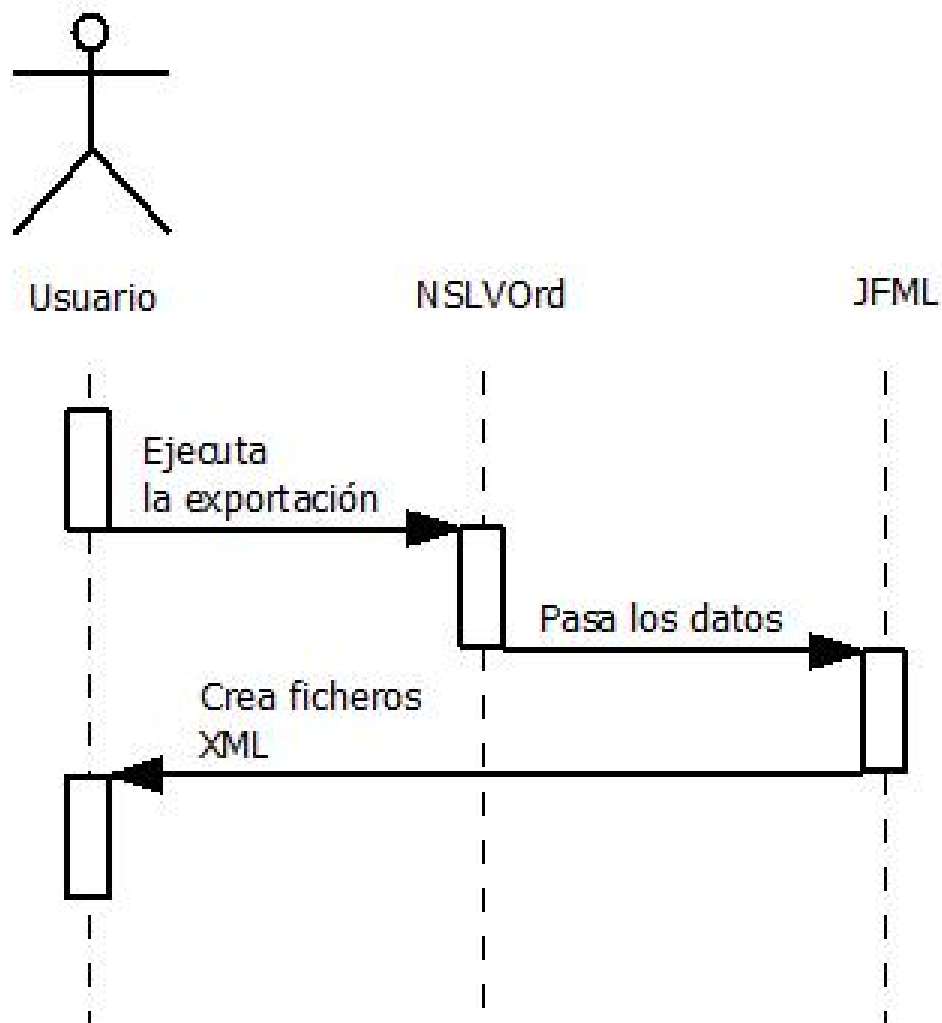 Usuario
NSLVOrd
JFML
Ejecuta
la exportación
Pasa los datos
Crea ficheros
XML